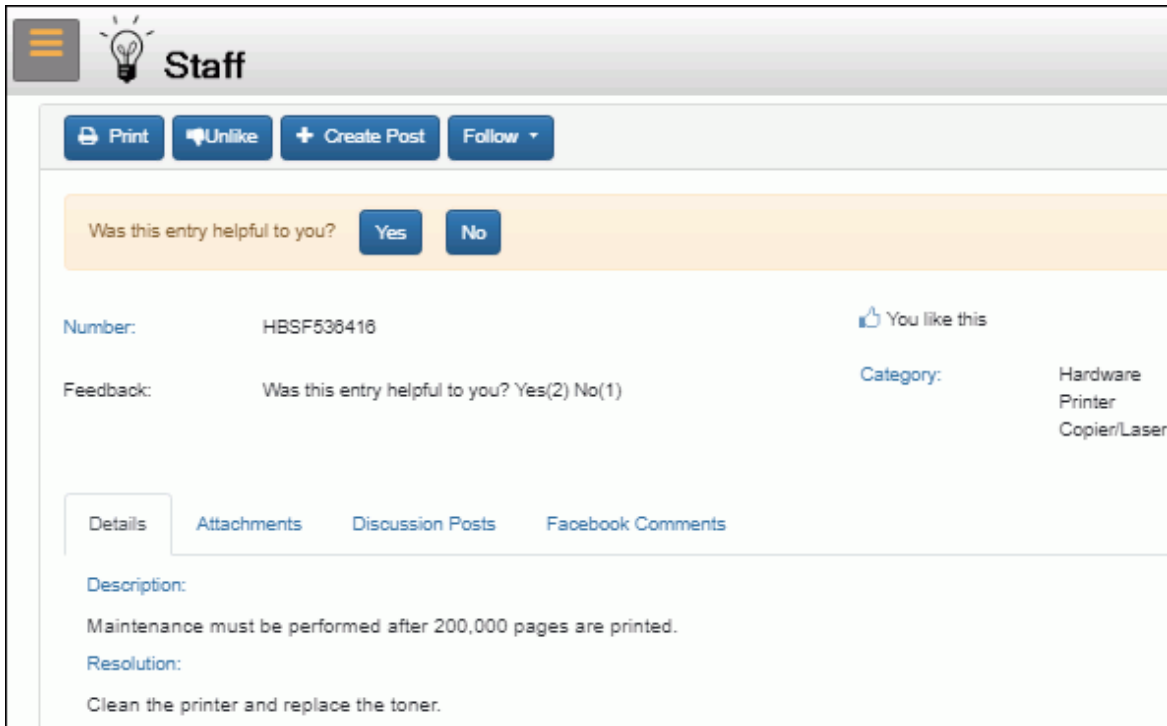 Staff
Print Unlike + Create Post Follow
Was this entry helpful to you? Yes No
Number: HBSF536416 You like this
Feedback: Was this entry helpful to you? Yes(2) No(1) Category: Hardware
Printer
Copier/Laser
Details Attachments Discussion Posts Facebook Comments
Description:
Maintenance must be performed after 200,000 pages are printed.
Resolution:
Clean the printer and replace the toner.